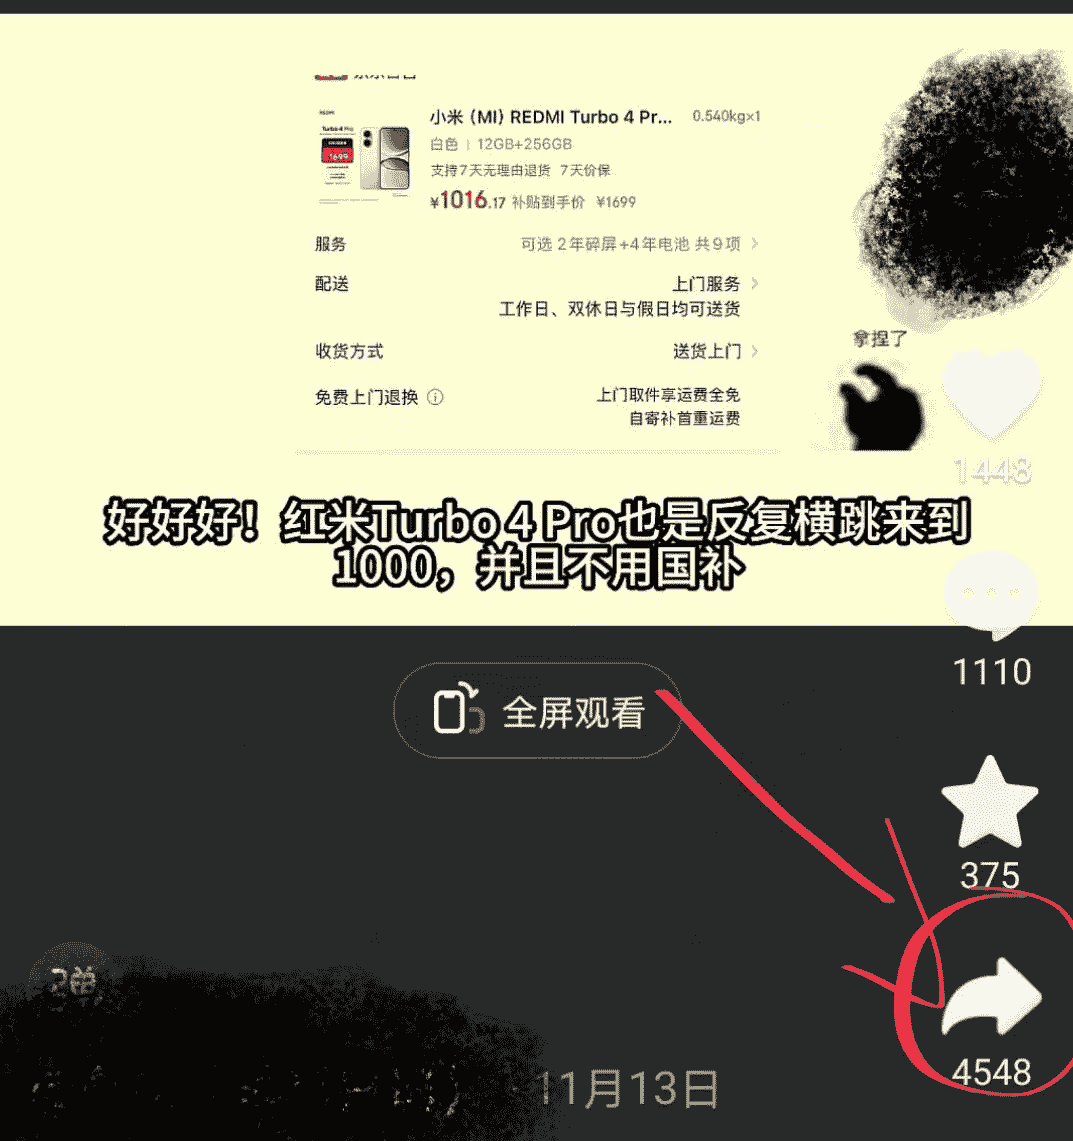 小米 (MI) REDMI Turbo 4 Pr... 0.540kg×1
白色 | 12GB+256GB
支持7天无理由退货 7天价保
¥1016.17 补贴到手价 ¥1699
Turbo 4 Pro
1699
服务 可选 2年碎屏+4年电池 共9项
配送 上门服务
工作日、双休日与假日均可送货
收货方式 送货上门
免费上门退换 上门取件享运费全免
自寄补首重运费
拿捏了
1448
好好好！红米Turbo 4 Pro也是反复横跳来到
1000，并且不用国补
1110
全屏观看
375
4548
11月13日